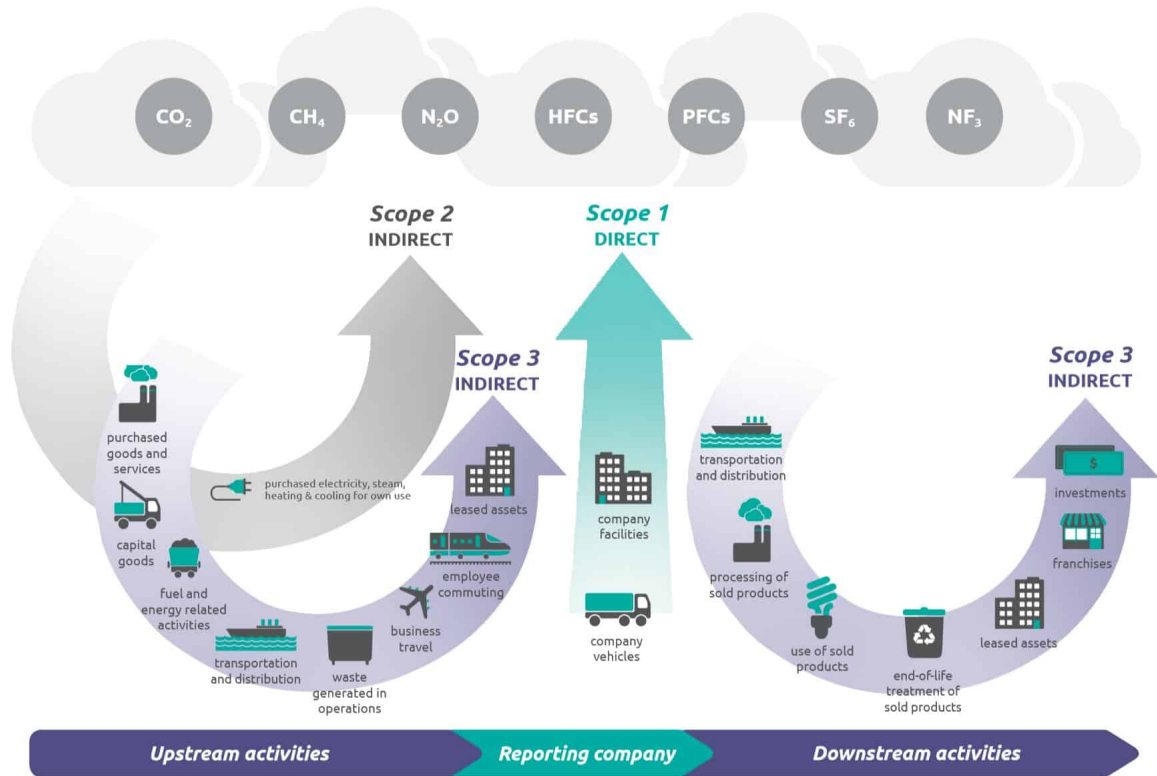 CO₂
CH₄
N₂O
HFCs
PFCs
SF₆
NF₃
Scope 2
INDIRECT
Scope 1
DIRECT
Scope 3
INDIRECT
Scope 3
INDIRECT
purchased
goods and
services
capital
goods
fuel and
energy related
activities
transportation
and distribution
waste
generated in
operations
business
travel
employee
commuting
leased assets
purchased electricity, steam,
heating & cooling for own use
company
facilities
company
vehicles
transportation
and distribution
processing of
sold products
use of sold
products
end-of-life
treatment of
sold products
leased assets
franchises
$
investments
Upstream activities
Reporting company
Downstream activities